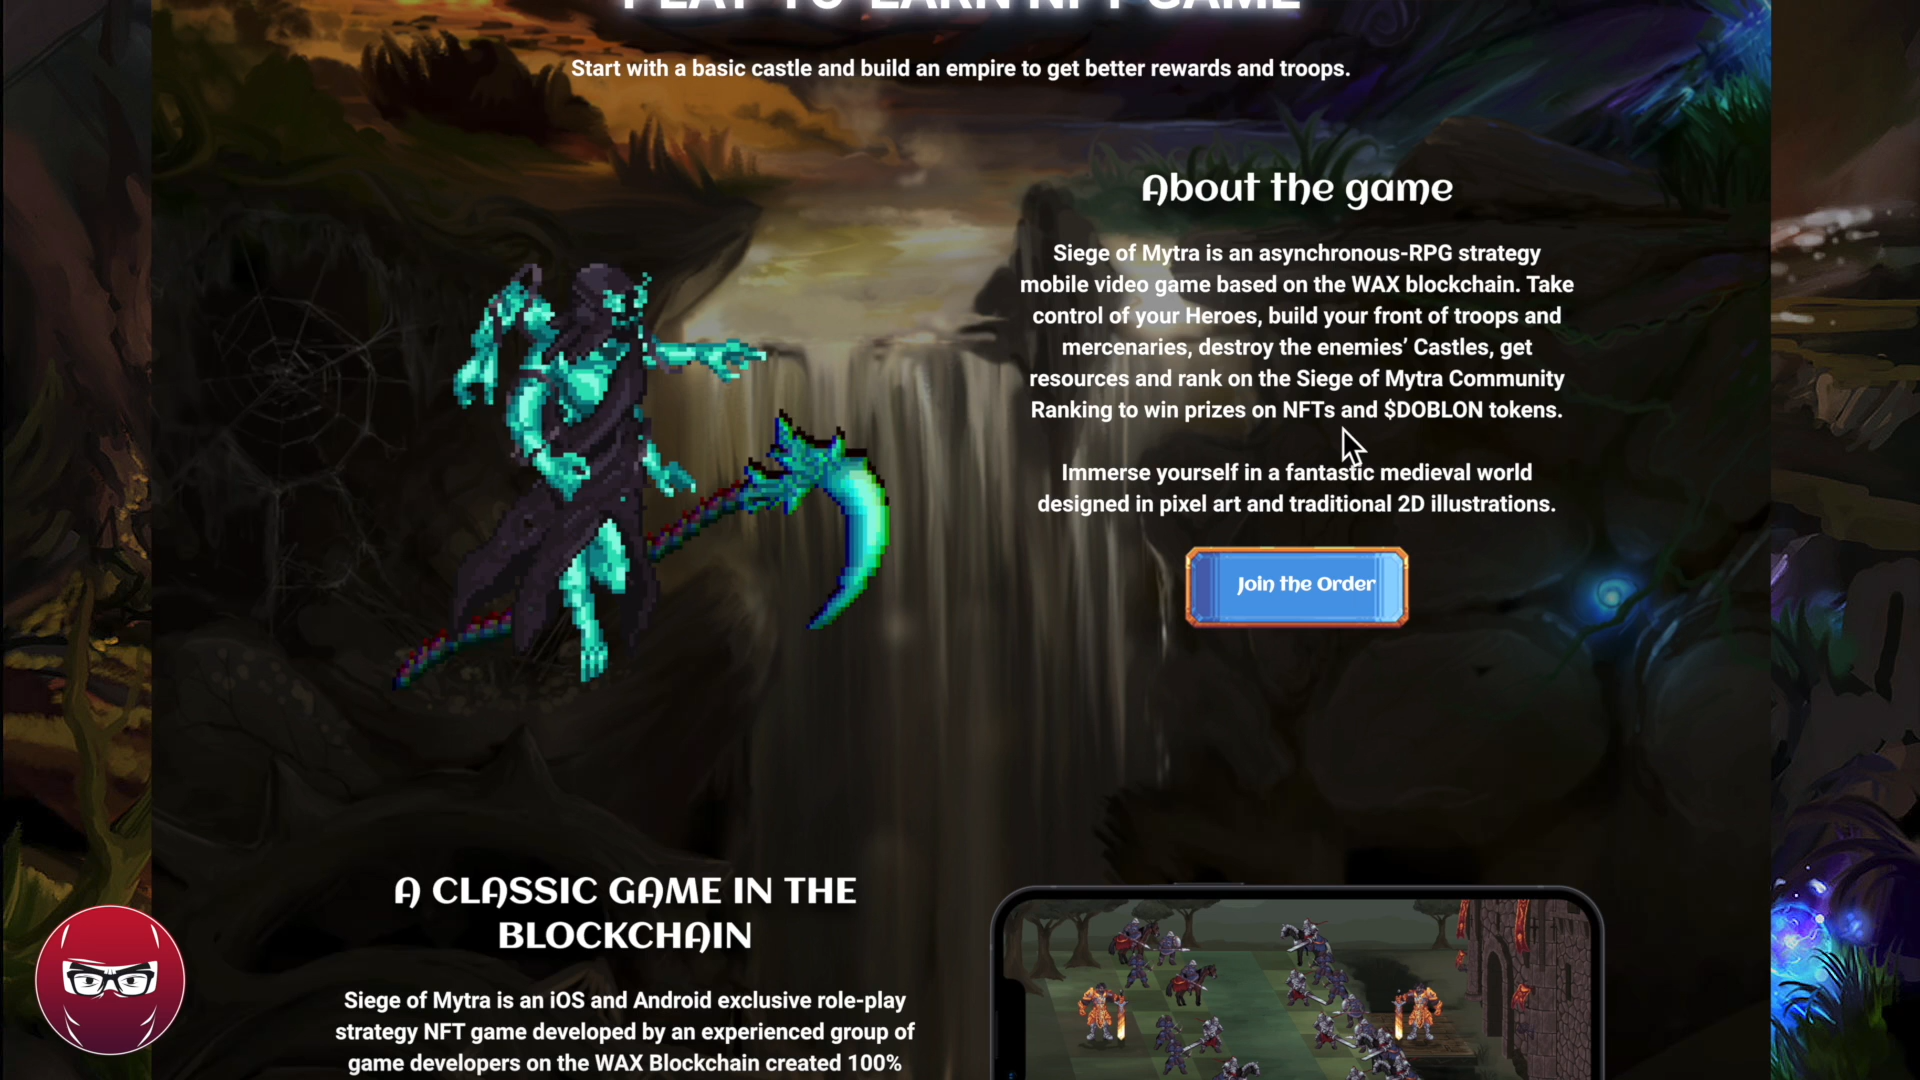 PLAY-TO-EARN NFT GAME
Start with a basic castle and build an empire to get better rewards and troops.
About the game
Siege of Mytra is an asynchronous-RPG strategy
mobile video game based on the WAX blockchain. Take
control of your Heroes, build your front of troops and
mercenaries, destroy the enemies’ Castles, get
resources and rank on the Siege of Mytra Community
Ranking to win prizes on NFTs and $DOBLON tokens.
Immerse yourself in a fantastic medieval world
designed in pixel art and traditional 2D illustrations.
Join the Order
A CLASSIC GAME IN THE
BLOCKCHAIN
Siege of Mytra is an iOS and Android exclusive role-play
strategy NFT game developed by an experienced group of
game developers on the WAX Blockchain created 100%